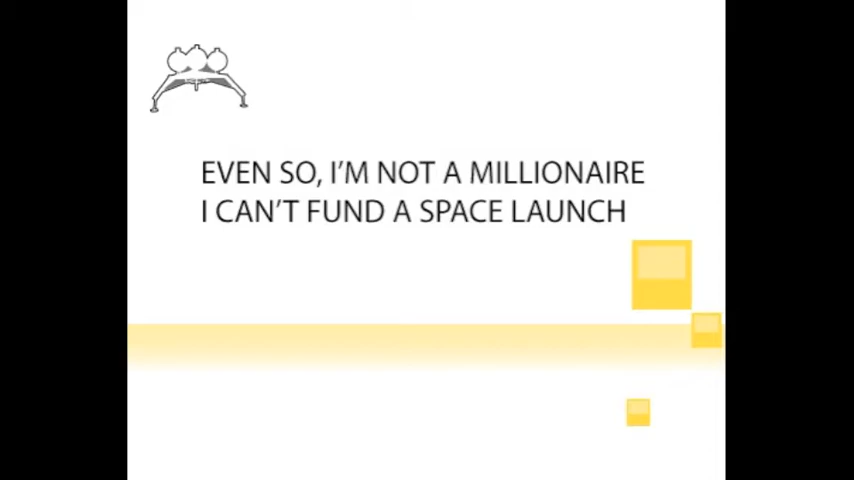 EVEN SO, I'M NOT A MILLIONAIRE
I CAN'T FUND A SPACE LAUNCH